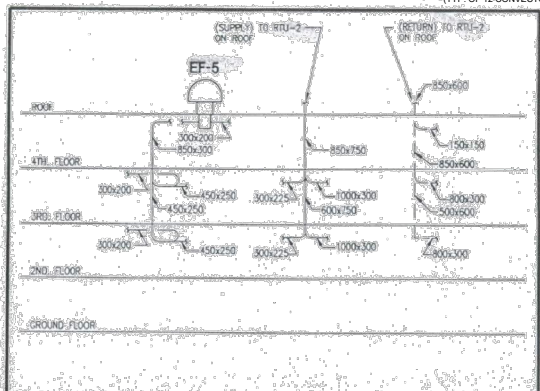 (SUPPLY) TO RTU-2
ON ROOF
(RETURN) TO RTU-2
ON ROOF
EF-5
850x600
ROOF
300x200
850x300
850x750
150x150
850x600
4TH. FLOOR
300x200
450x250
450x250
300x225
1000x300
600x750
800x300
500x600
3RD. FLOOR
300x200
450x250
300x225
1000x300
800x300
2ND. FLOOR
GROUND FLOOR